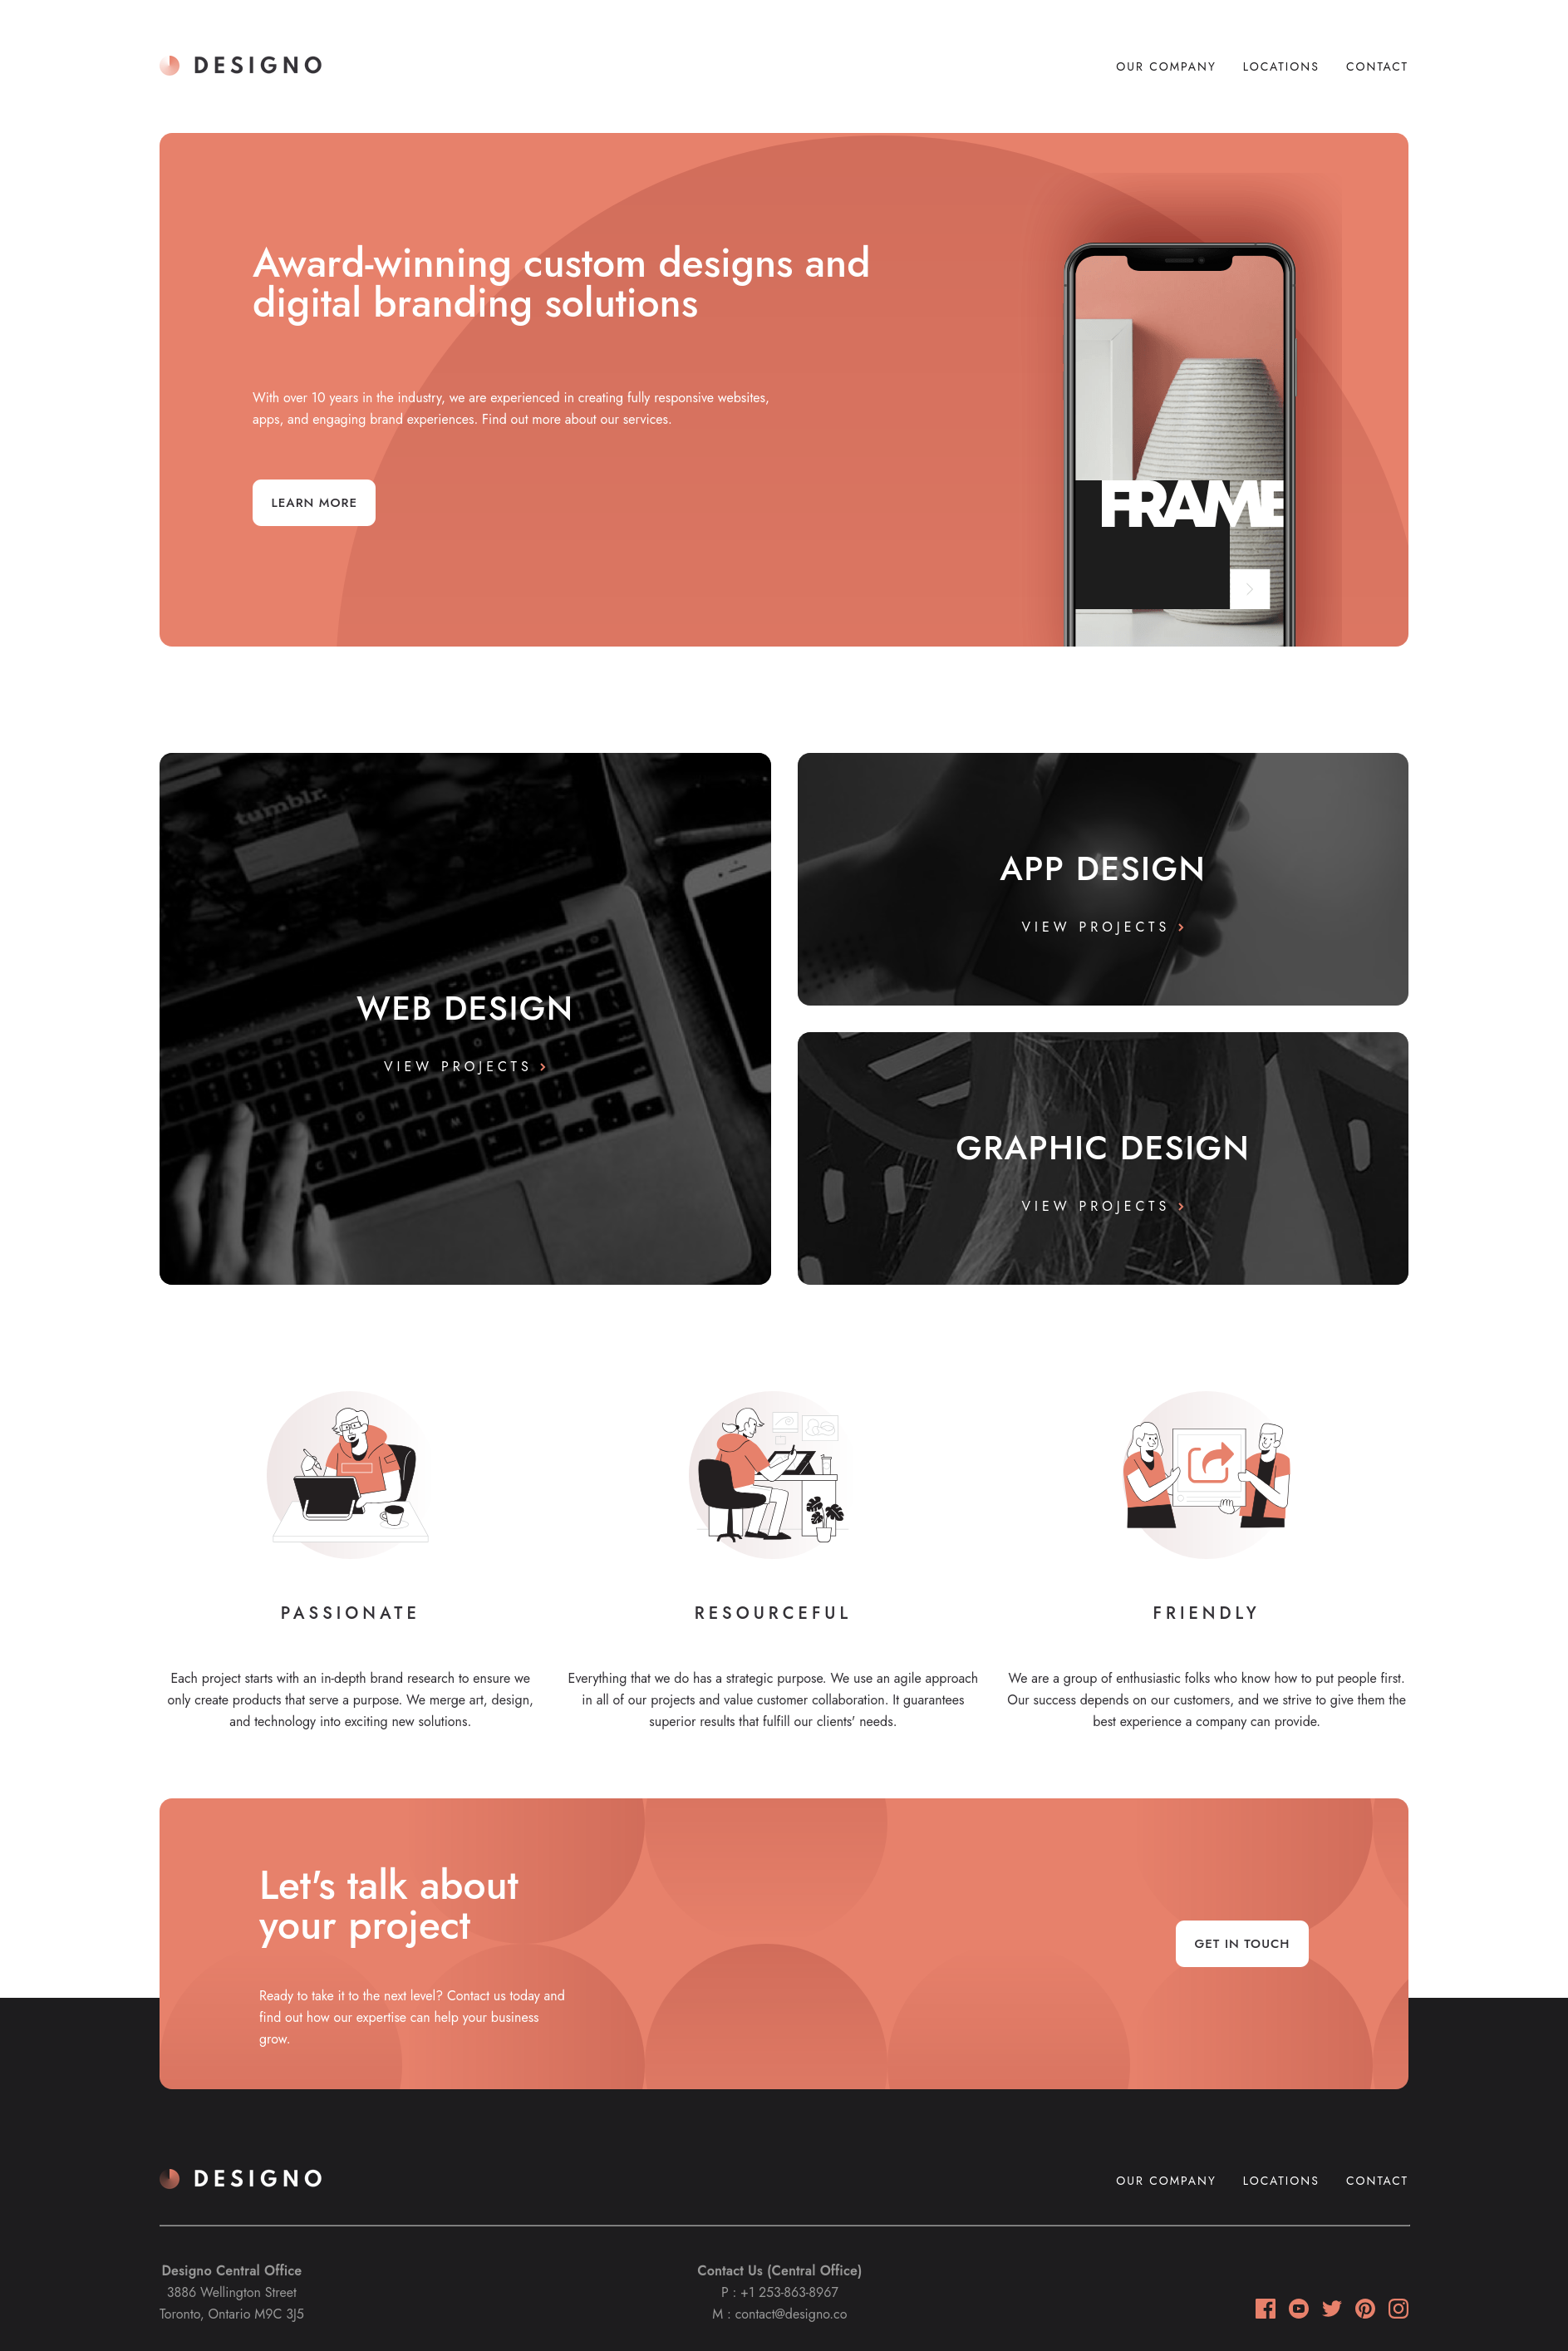 DESIGNO
OUR COMPANY LOCATIONS CONTACT
Award-winning custom designs and
digital branding solutions
With over 10 years in the industry, we are experienced in creating fully responsive websites,
apps, and engaging brand experiences. Find out more about our services.
LEARN MORE
FRAME
tumblr.
WEB DESIGN
VIEW PROJECTS
APP DESIGN
VIEW PROJECTS
GRAPHIC DESIGN
VIEW PROJECTS
PASSIONATE
Each project starts with an in-depth brand research to ensure we
only create products that serve a purpose. We merge art, design,
and technology into exciting new solutions.
RESOURCEFUL
Everything that we do has a strategic purpose. We use an agile approach
in all of our projects and value customer collaboration. It guarantees
superior results that fulfill our clients' needs.
FRIENDLY
We are a group of enthusiastic folks who know how to put people first.
Our success depends on our customers, and we strive to give them the
best experience a company can provide.
Let's talk about
your project
Ready to take it to the next level? Contact us today and
find out how our expertise can help your business
grow.
GET IN TOUCH
DESIGNO
OUR COMPANY LOCATIONS CONTACT
Designo Central Office
3886 Wellington Street
Toronto, Ontario M9C 3J5
Contact Us (Central Office)
P : +1 253-863-8967
M : contact@designo.co